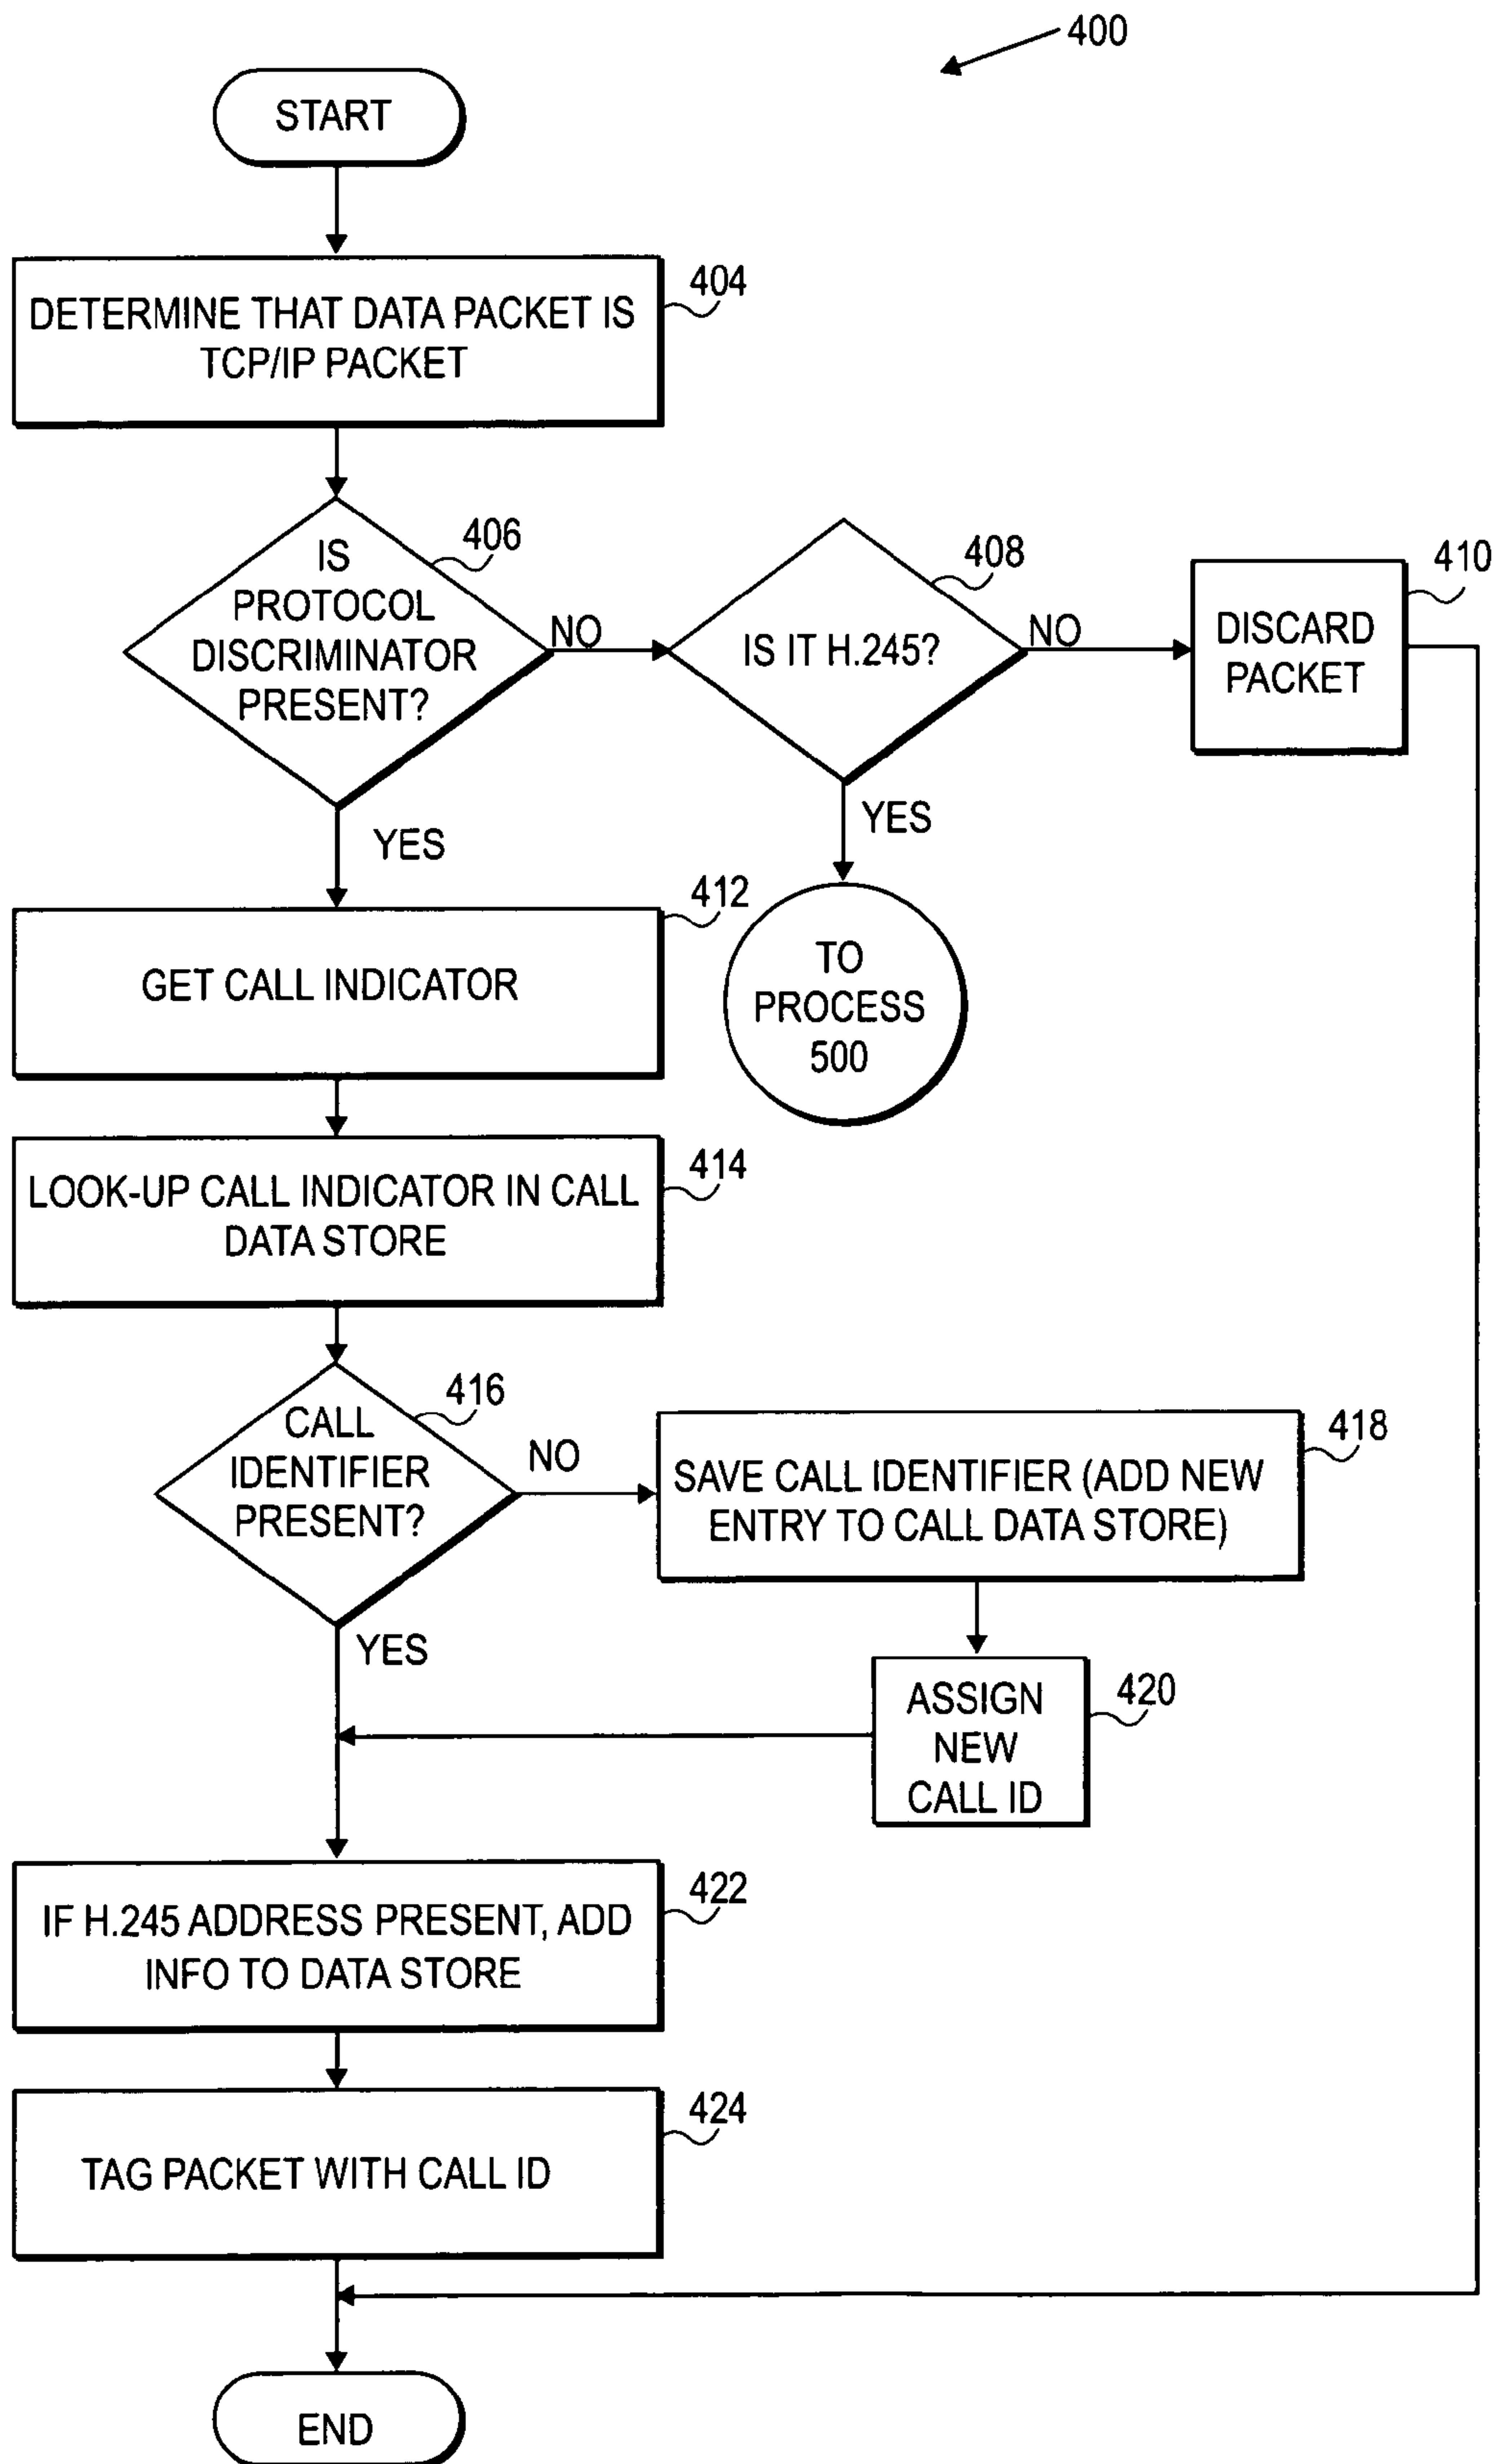 400
START
404
DETERMINE THAT DATA PACKET IS
TCP/IP PACKET
406
IS
PROTOCOL
DISCRIMINATOR
PRESENT?
NO
408
IS IT H.245?
NO
410
DISCARD
PACKET
YES
YES
412
GET CALL INDICATOR
TO
PROCESS
500
414
LOOK-UP CALL INDICATOR IN CALL
DATA STORE
416
CALL
IDENTIFIER
PRESENT?
NO
418
SAVE CALL IDENTIFIER (ADD NEW
ENTRY TO CALL DATA STORE)
YES
420
ASSIGN
NEW
CALL ID
422
IF H.245 ADDRESS PRESENT, ADD
INFO TO DATA STORE
424
TAG PACKET WITH CALL ID
END